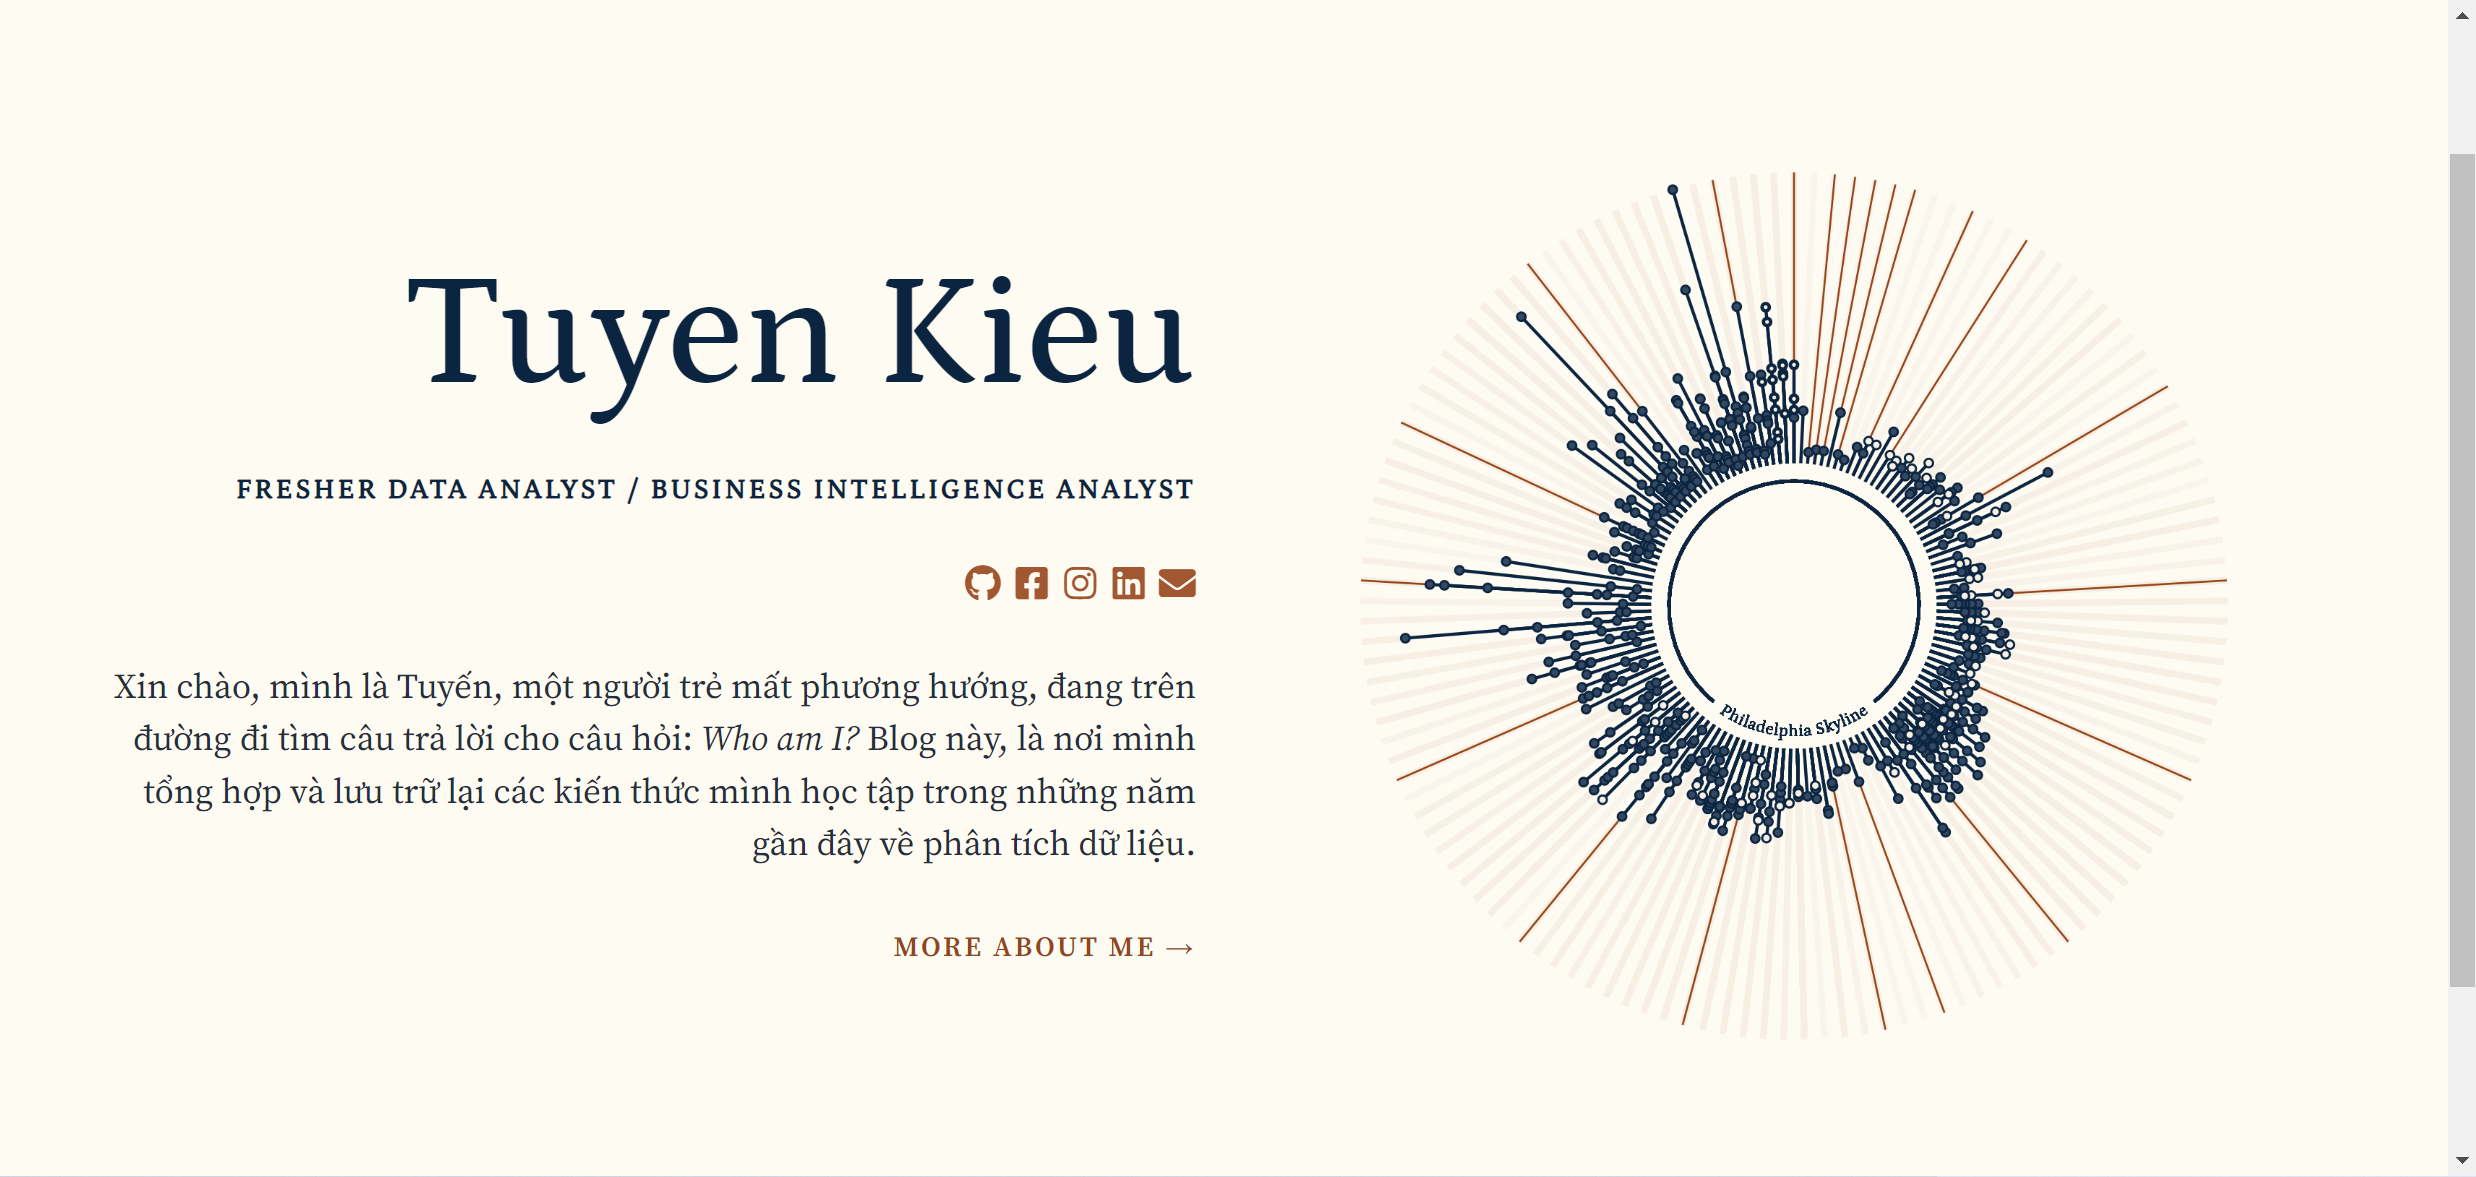 Tuyen Kieu
FRESHER DATA ANALYST / BUSINESS INTELLIGENCE ANALYST
Xin chào, mình là Tuyến, một người trẻ mất phương hướng, đang trên
đường đi tìm câu trả lời cho câu hỏi: Who am I? Blog này, là nơi mình
tổng hợp và lưu trữ lại các kiến thức mình học tập trong những năm
gần đây về phân tích dữ liệu.
MORE ABOUT ME →
Philadelphia Skyline